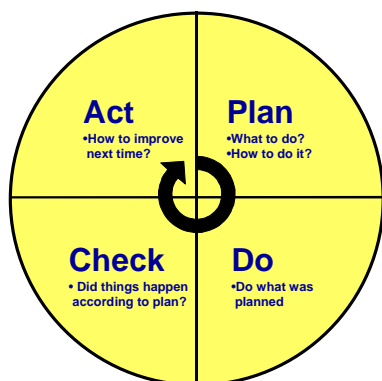 Act
•How to improve
next time?
Plan
•What to do?
•How to do it?
Check
• Did things happen
according to plan?
Do
•Do what was
planned